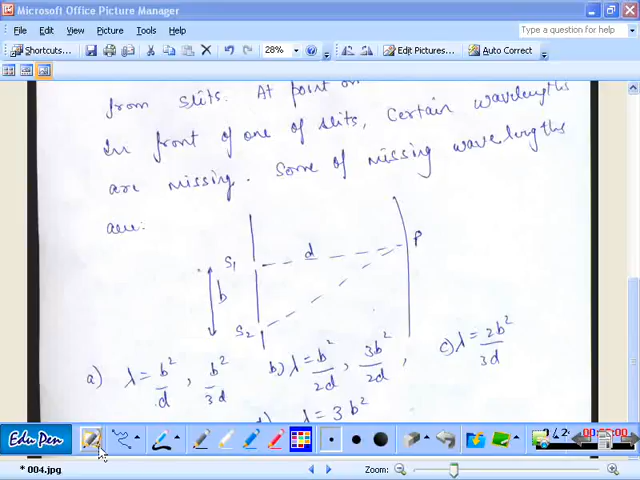 Microsoft Office Picture Manager
File Edit View Picture Tools Help Type a question for help
Shortcuts... 28% Edit Pictures... Auto Correct
from slits. At point on
In front of one of slits, Certain wavelengths
are missing. Some of missing wavelengths
are:
S1 d P
b
S2
a) λ = b²/d, b²/3d b) λ = b²/2d, 3b²/2d, c) λ = 2b²/3d
λ = 3b²
Edu Pen
* 004.jpg Zoom: